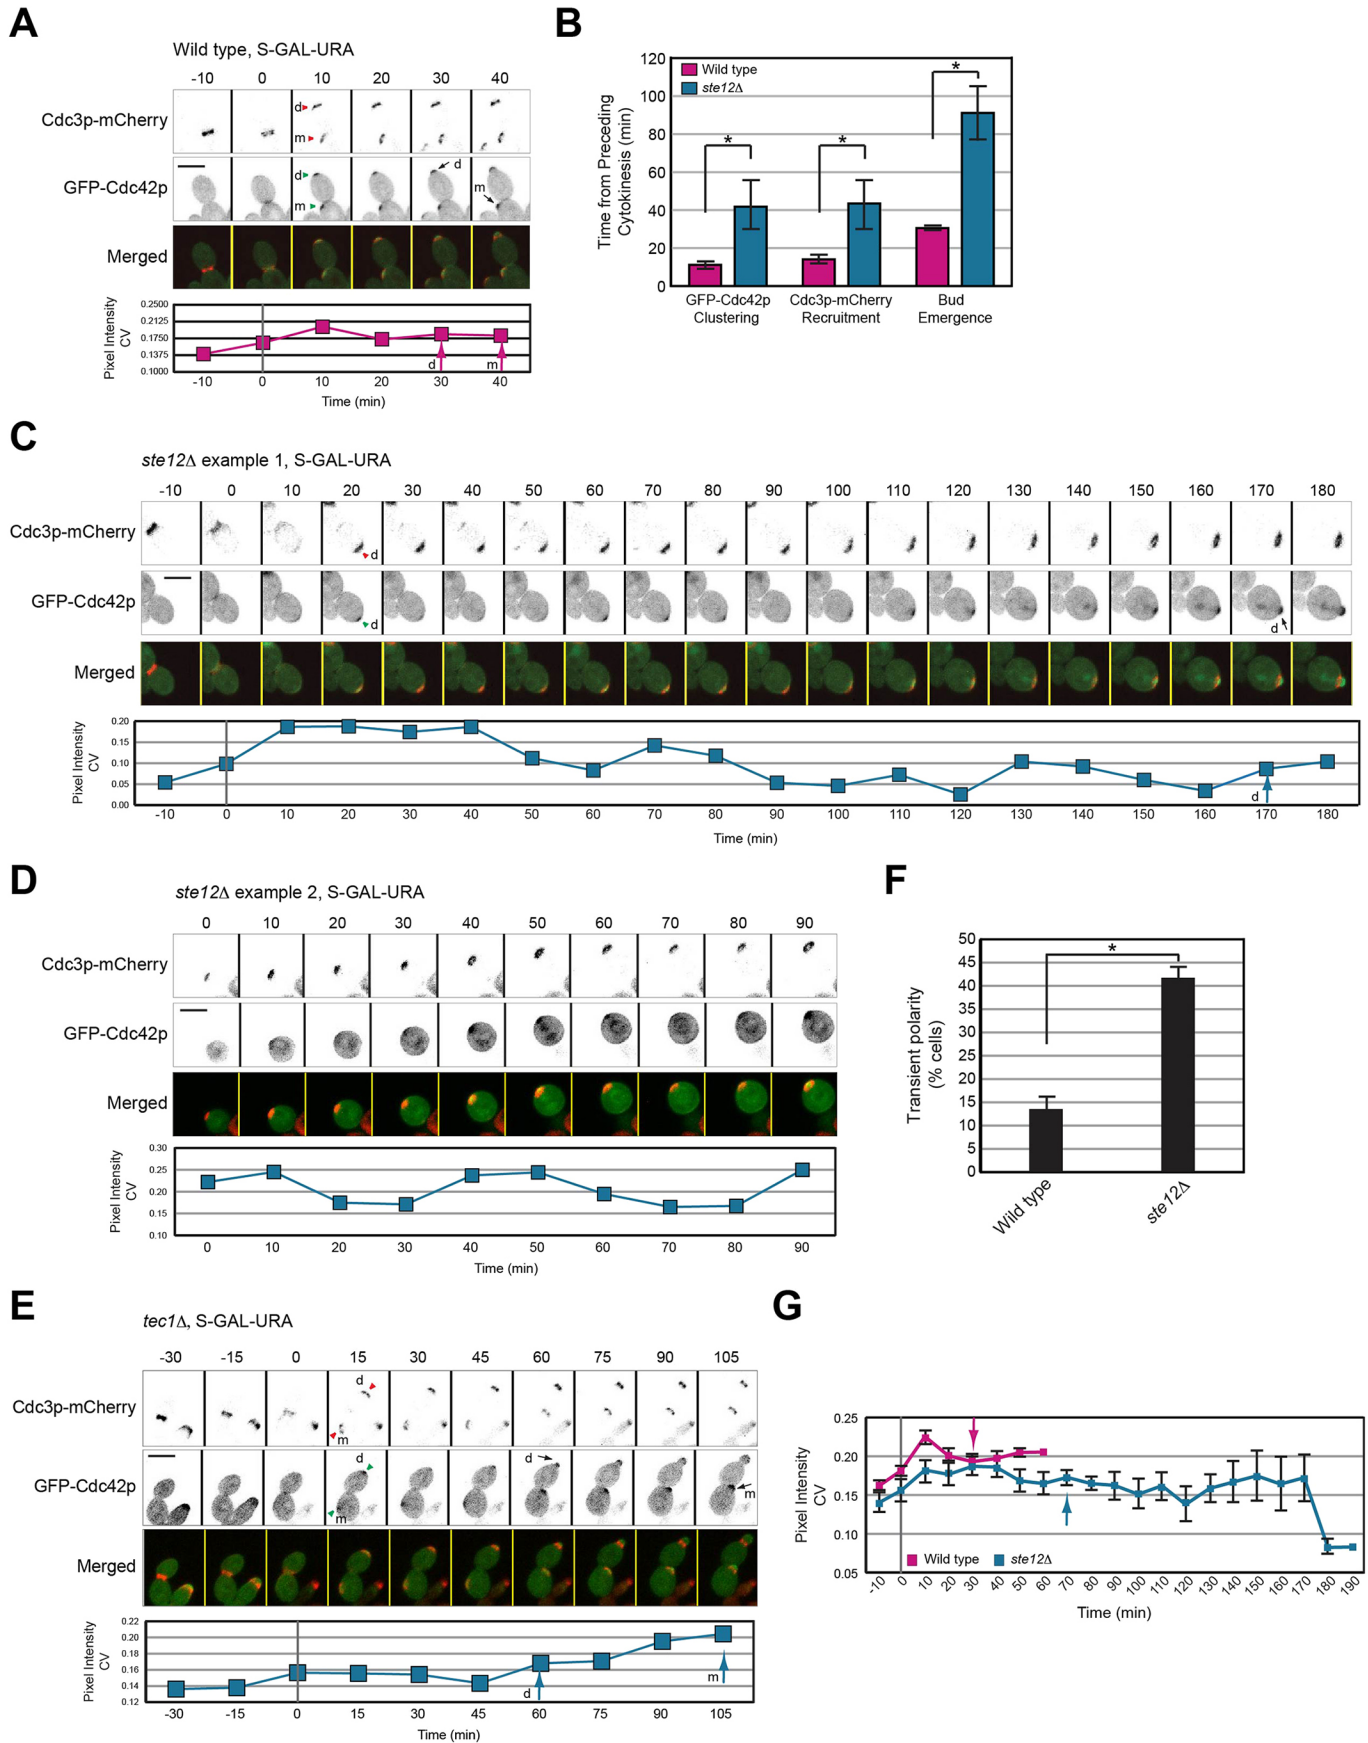 A
Wild type, S-GAL-URA
-10 0 10 20 30 40
Cdc3p-mCherry
d
m
GFP-Cdc42p
d
m
d
m
Merged
Pixel Intensity
CV
0.2500
0.2125
0.1750
0.1375
0.1000
d
m
-10 0 10 20 30 40
Time (min)
B
Time from Preceding
Cytokinesis (min)
120
100
80
60
40
20
0
Wild type
ste12Δ
*
*
*
GFP-Cdc42p
Clustering
Cdc3p-mCherry
Recruitment
Bud
Emergence
C
ste12Δ example 1, S-GAL-URA
-10 0 10 20 30 40 50 60 70 80 90 100 110 120 130 140 150 160 170 180
Cdc3p-mCherry
d
GFP-Cdc42p
d
d
Merged
Pixel Intensity
CV
0.20
0.15
0.10
0.05
0.00
d
-10 0 10 20 30 40 50 60 70 80 90 100 110 120 130 140 150 160 170 180
Time (min)
D
ste12Δ example 2, S-GAL-URA
0 10 20 30 40 50 60 70 80 90
Cdc3p-mCherry
GFP-Cdc42p
Merged
Pixel Intensity
CV
0.30
0.25
0.20
0.15
0.10
0 10 20 30 40 50 60 70 80 90
Time (min)
F
Transient polarity
(% cells)
50
45
40
35
30
25
20
15
10
5
0
*
Wild type
ste12Δ
E
tec1Δ, S-GAL-URA
-30 -15 0 15 30 45 60 75 90 105
Cdc3p-mCherry
d
m
GFP-Cdc42p
d
m
d
m
Merged
Pixel Intensity
CV
0.22
0.20
0.18
0.16
0.14
0.12
d
m
-30 -15 0 15 30 45 60 75 90 105
Time (min)
G
Pixel Intensity
CV
0.25
0.20
0.15
0.10
0.05
Wild type
ste12Δ
-10 0 10 20 30 40 50 60 70 80 90 100 110 120 130 140 150 160 170 180 190
Time (min)